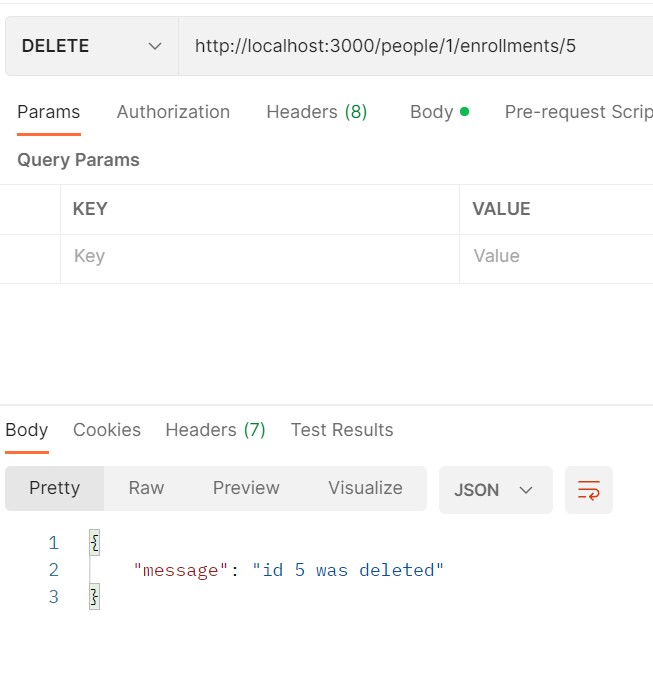 DELETE http://localhost:3000/people/1/enrollments/5
Params Authorization Headers (8) Body Pre-request Scrip
Query Params
KEY VALUE
Key Value
Body Cookies Headers (7) Test Results
Pretty Raw Preview Visualize JSON
1 {
2 "message": "id 5 was deleted"
3 }